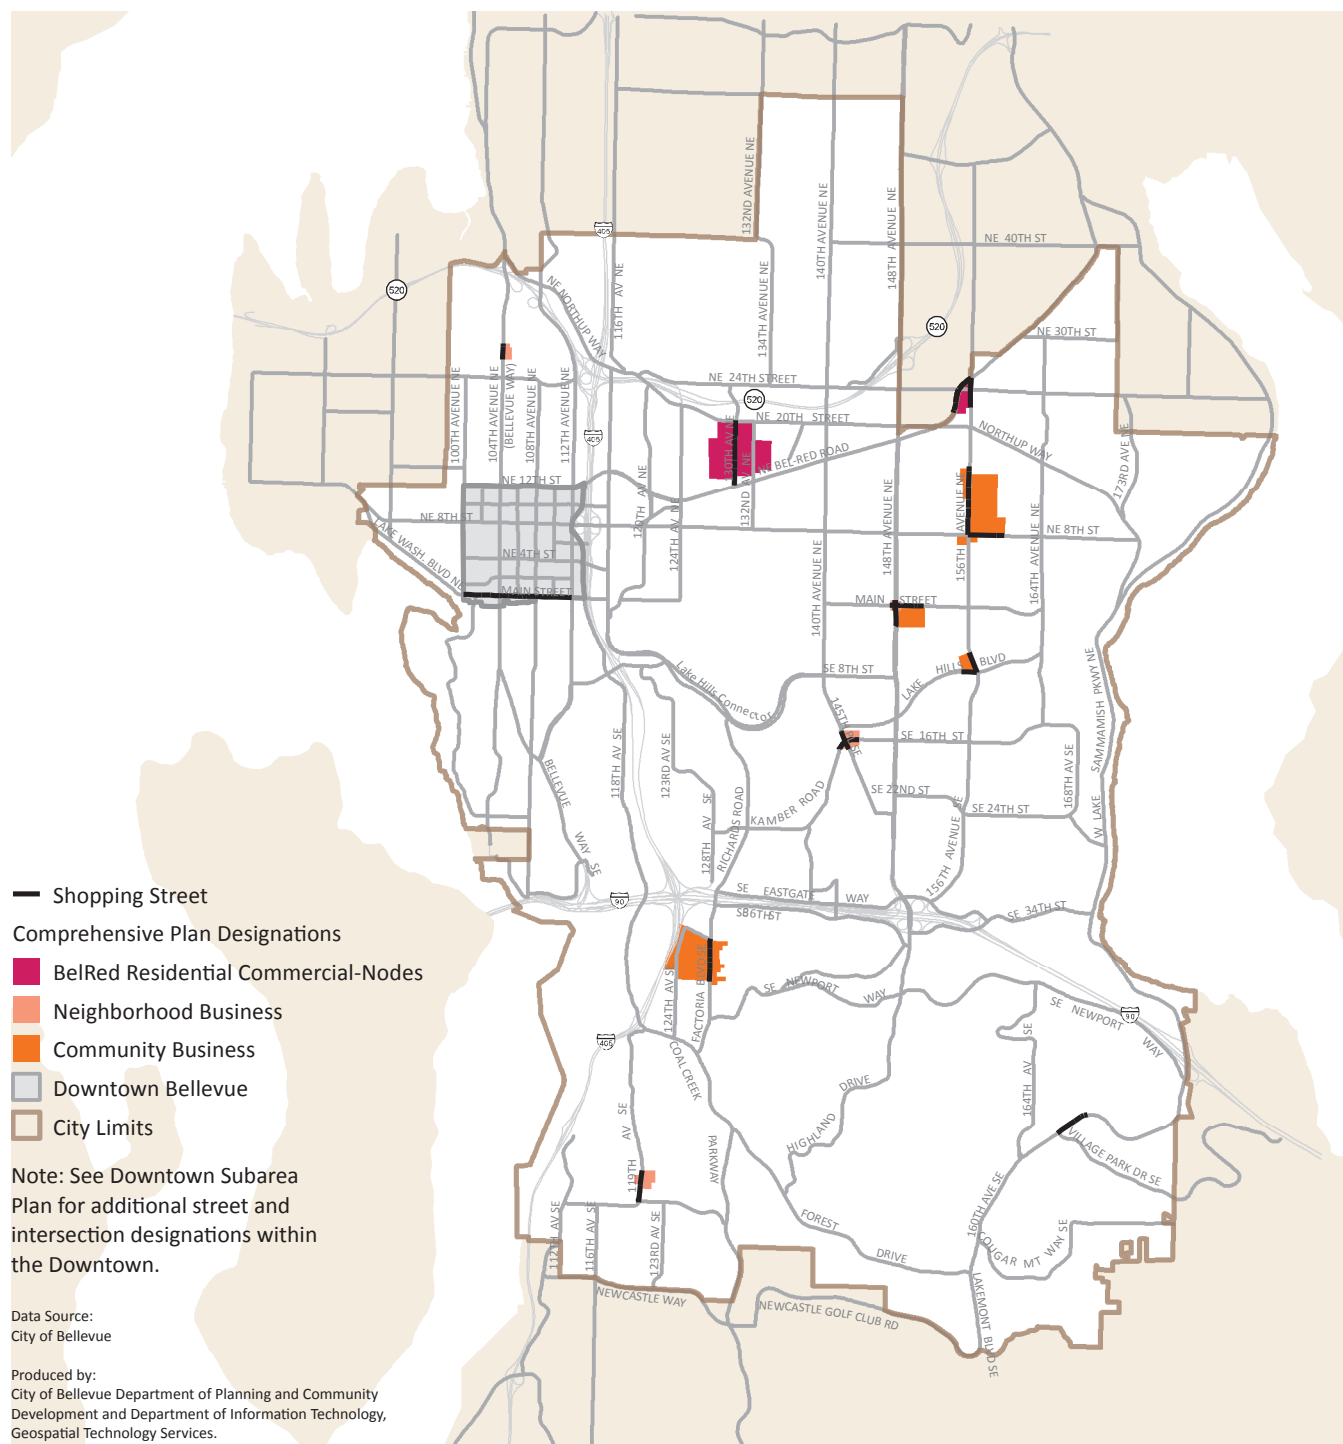 132ND AVENUE NE
140TH AVENUE NE
148TH AVENUE NE
NE 40TH ST
405
520
NE NORTHUP WAY
116TH AV NE
134TH AVENUE NE
520
NE 30TH ST
100TH AVENUE NE
104TH AVENUE NE
(BELLEVUE WAY)
108TH AVENUE NE
112TH AVENUE NE
NE 24TH STREET
520
NE 20TH STREET
405
130TH AV NE
132ND AV NE
NE BEL-RED ROAD
NORTHUP WAY
173RD AVE NE
NE 12TH ST
NE 8TH ST
LAKE WASH. BLVD NE
NE 4TH ST
MAIN STREET
120TH AV NE
124TH AV NE
148TH AVENUE NE
156TH AVENUE NE
NE 8TH ST
164TH AVENUE NE
140TH AVENUE NE
MAIN STREET
SE 8TH ST
LAKE HILLS BLVD
Lake Hills Connector
145TH PL SE
SE 16TH ST
W LAKE SAMMAMISH PKWY NE
168TH AV SE
BELLEVUE WAY SE
118TH AV SE
123RD AV SE
128TH AV SE
RICHARDS ROAD
KAMBER ROAD
SE 22ND ST
SE 24TH ST
156TH AVENUE SE
90
SE EASTGATE WAY
SE 34TH ST
124TH AV SE
FACTORIA BLVD SE
SE NEWPORT WAY
SE NEWPORT WAY
90
405
COAL CREEK PARKWAY
164TH AV SE
HIGHLAND DRIVE
VILLAGE PARK DR SE
119TH AV SE
160TH AVE SE
COUGAR MT WAY SE
FOREST DRIVE
112TH AV SE
116TH AV SE
123RD AV SE
LAKEMONT BLVD SE
NEWCASTLE WAY
NEWCASTLE GOLF CLUB RD
Shopping Street
Comprehensive Plan Designations
BelRed Residential Commercial-Nodes
Neighborhood Business
Community Business
Downtown Bellevue
City Limits
Note: See Downtown Subarea
Plan for additional street and
intersection designations within
the Downtown.
Data Source:
City of Bellevue
Produced by:
City of Bellevue Department of Planning and Community
Development and Department of Information Technology,
Geospatial Technology Services.